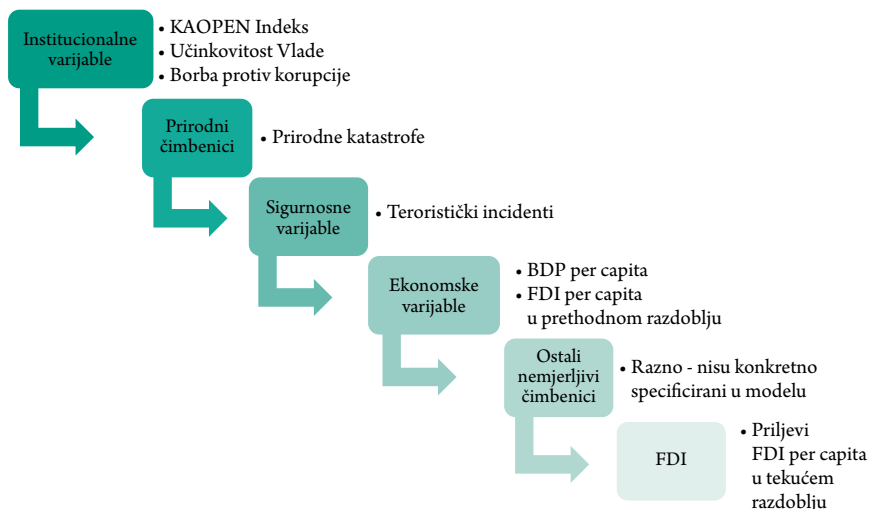 Institucionalne
varijable
• KAOPEN Indeks
• Učinkovitost Vlade
• Borba protiv korupcije
Prirodni
čimbenici
• Prirodne katastrofe
Sigurnosne
varijable
• Teroristički incidenti
Ekonomske
varijable
• BDP per capita
• FDI per capita
u prethodnom razdoblju
Ostali
nemjerljivi
čimbenici
• Razno - nisu konkretno
specificirani u modelu
FDI
• Priljevi
FDI per capita
u tekućem
razdoblju